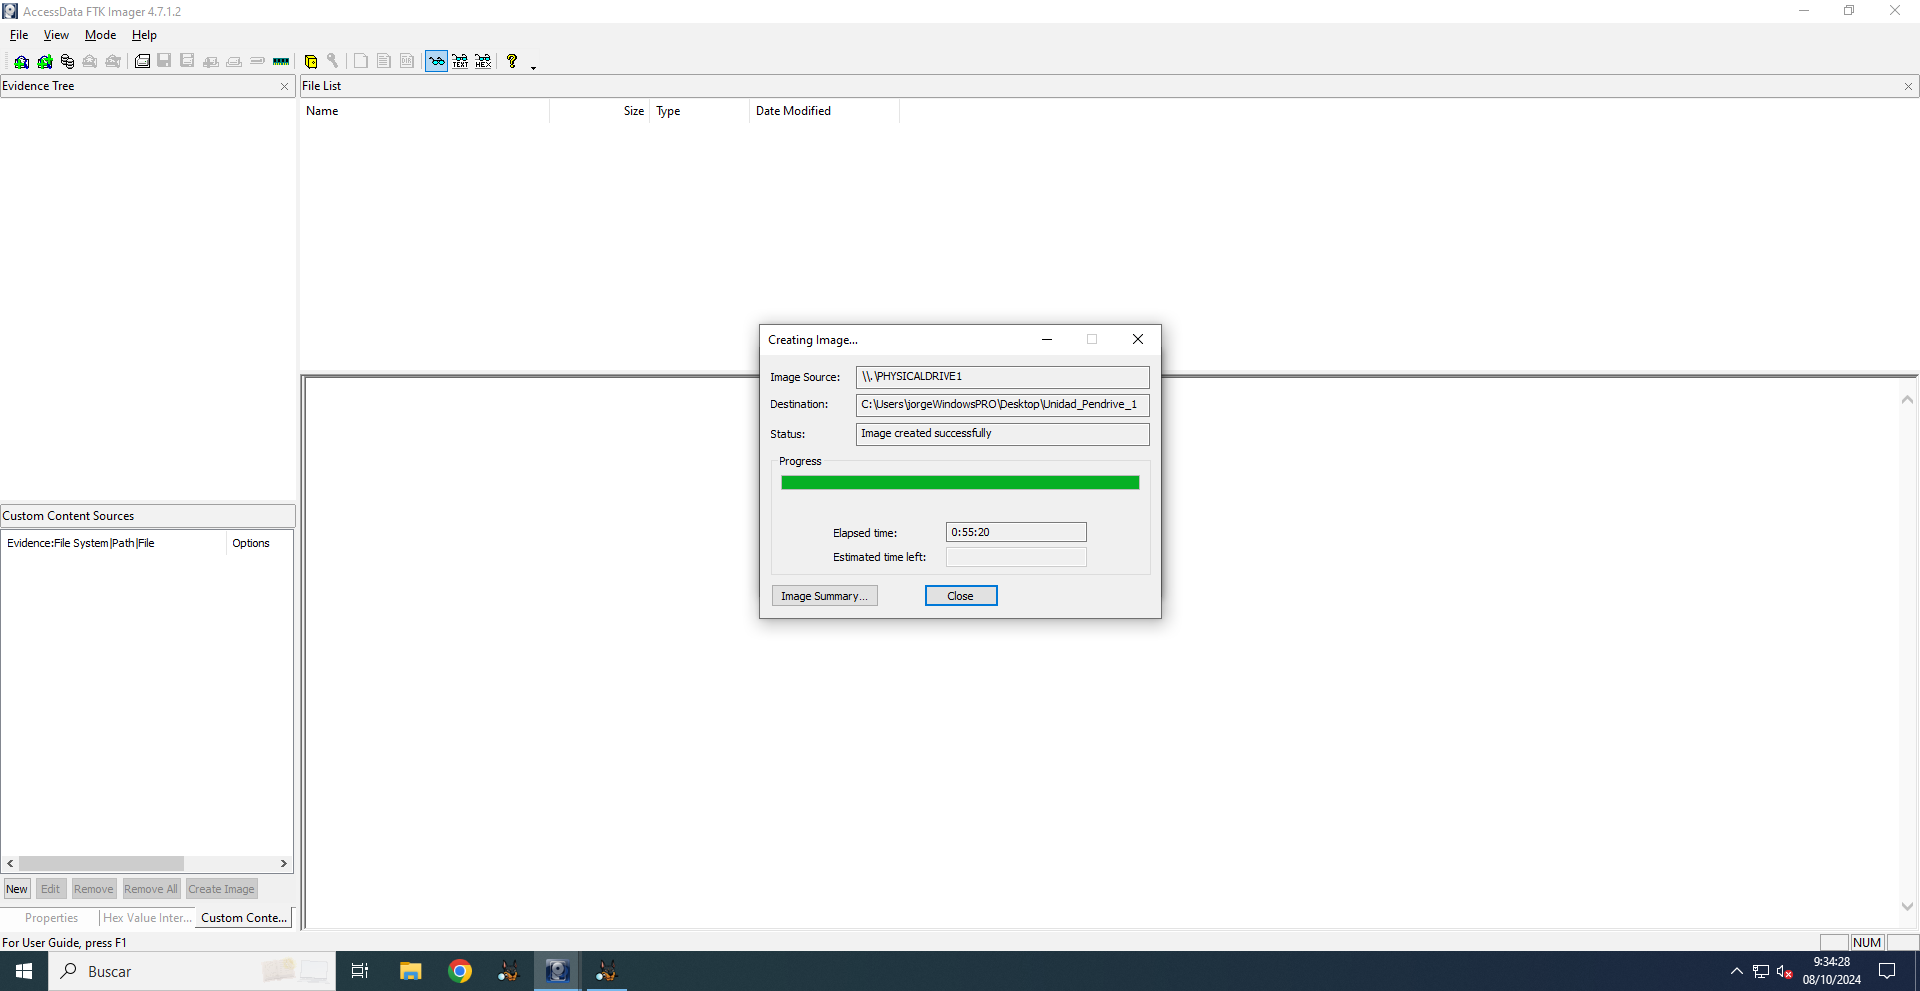 AccessData FTK Imager 4.7.1.2
File View Mode Help
TEXT HEX
Evidence Tree
File List
Name Size Type Date Modified
Creating Image...
Image Source: \\.\PHYSICALDRIVE1
Destination: C:\Users\jorgeWindowsPRO\Desktop\Unidad_Pendrive_1
Status: Image created successfully
Progress
Elapsed time: 0:55:20
Estimated time left:
Image Summary... Close
Custom Content Sources
Evidence:File System|Path|File Options
New Edit Remove Remove All Create Image
Properties Hex Value Inter... Custom Conte...
For User Guide, press F1
NUM
Buscar
9:34:28
08/10/2024